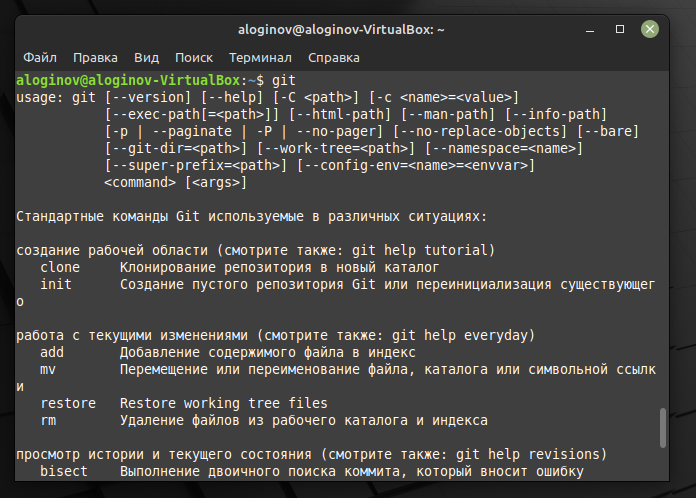 aloginov@aloginov-VirtualBox: ~
Файл Правка Вид Поиск Терминал Справка
aloginov@aloginov-VirtualBox:~$ git
usage: git [--version] [--help] [-C <path>] [-c <name>=<value>]
[--exec-path[=<path>]] [--html-path] [--man-path] [--info-path]
[-p | --paginate | -P | --no-pager] [--no-replace-objects] [--bare]
[--git-dir=<path>] [--work-tree=<path>] [--namespace=<name>]
[--super-prefix=<path>] [--config-env=<name>=<envvar>]
<command> [<args>]
Стандартные команды Git используемые в различных ситуациях:
создание рабочей области (смотрите также: git help tutorial)
clone Клонирование репозитория в новый каталог
init Создание пустого репозитория Git или переинициализация существующег
о
работа с текущими изменениями (смотрите также: git help everyday)
add Добавление содержимого файла в индекс
mv Перемещение или переименование файла, каталога или символьной ссылк
и
restore Restore working tree files
rm Удаление файлов из рабочего каталога и индекса
просмотр истории и текущего состояния (смотрите также: git help revisions)
bisect Выполнение двоичного поиска коммита, который вносит ошибку